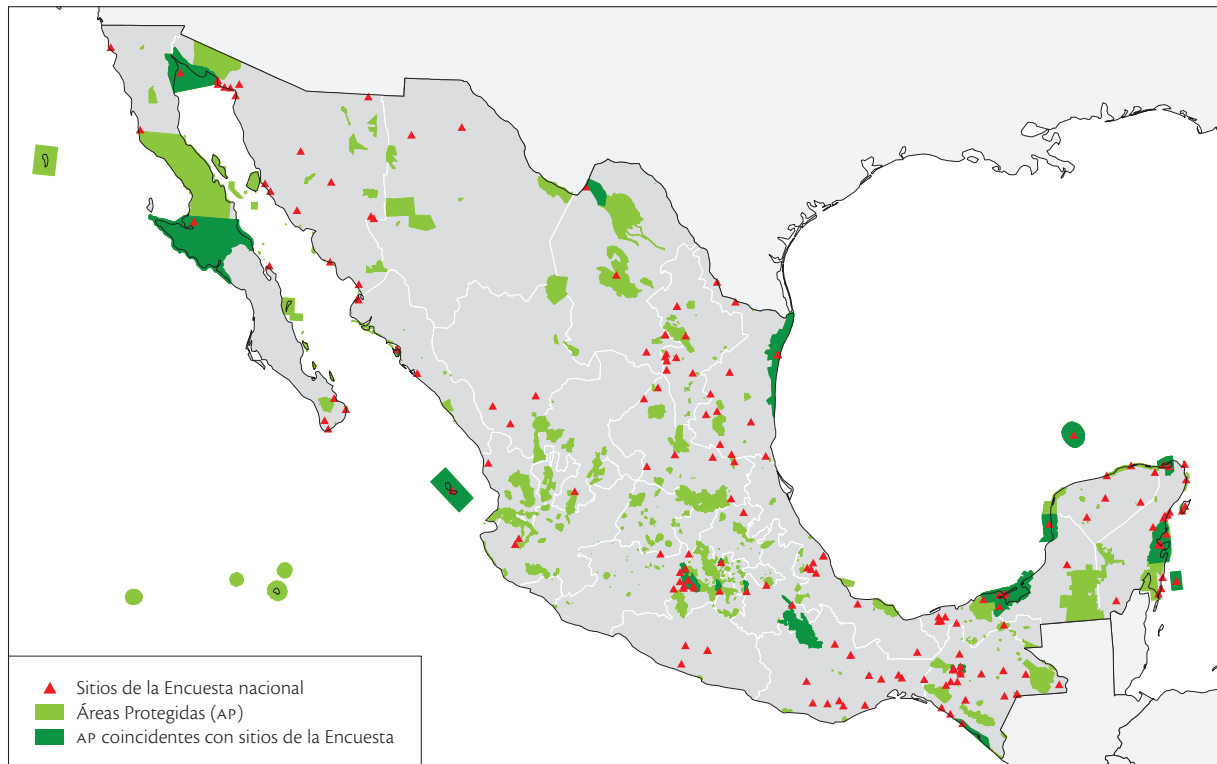 Sitios de la Encuesta nacional
Áreas Protegidas (AP)
AP coincidentes con sitios de la Encuesta